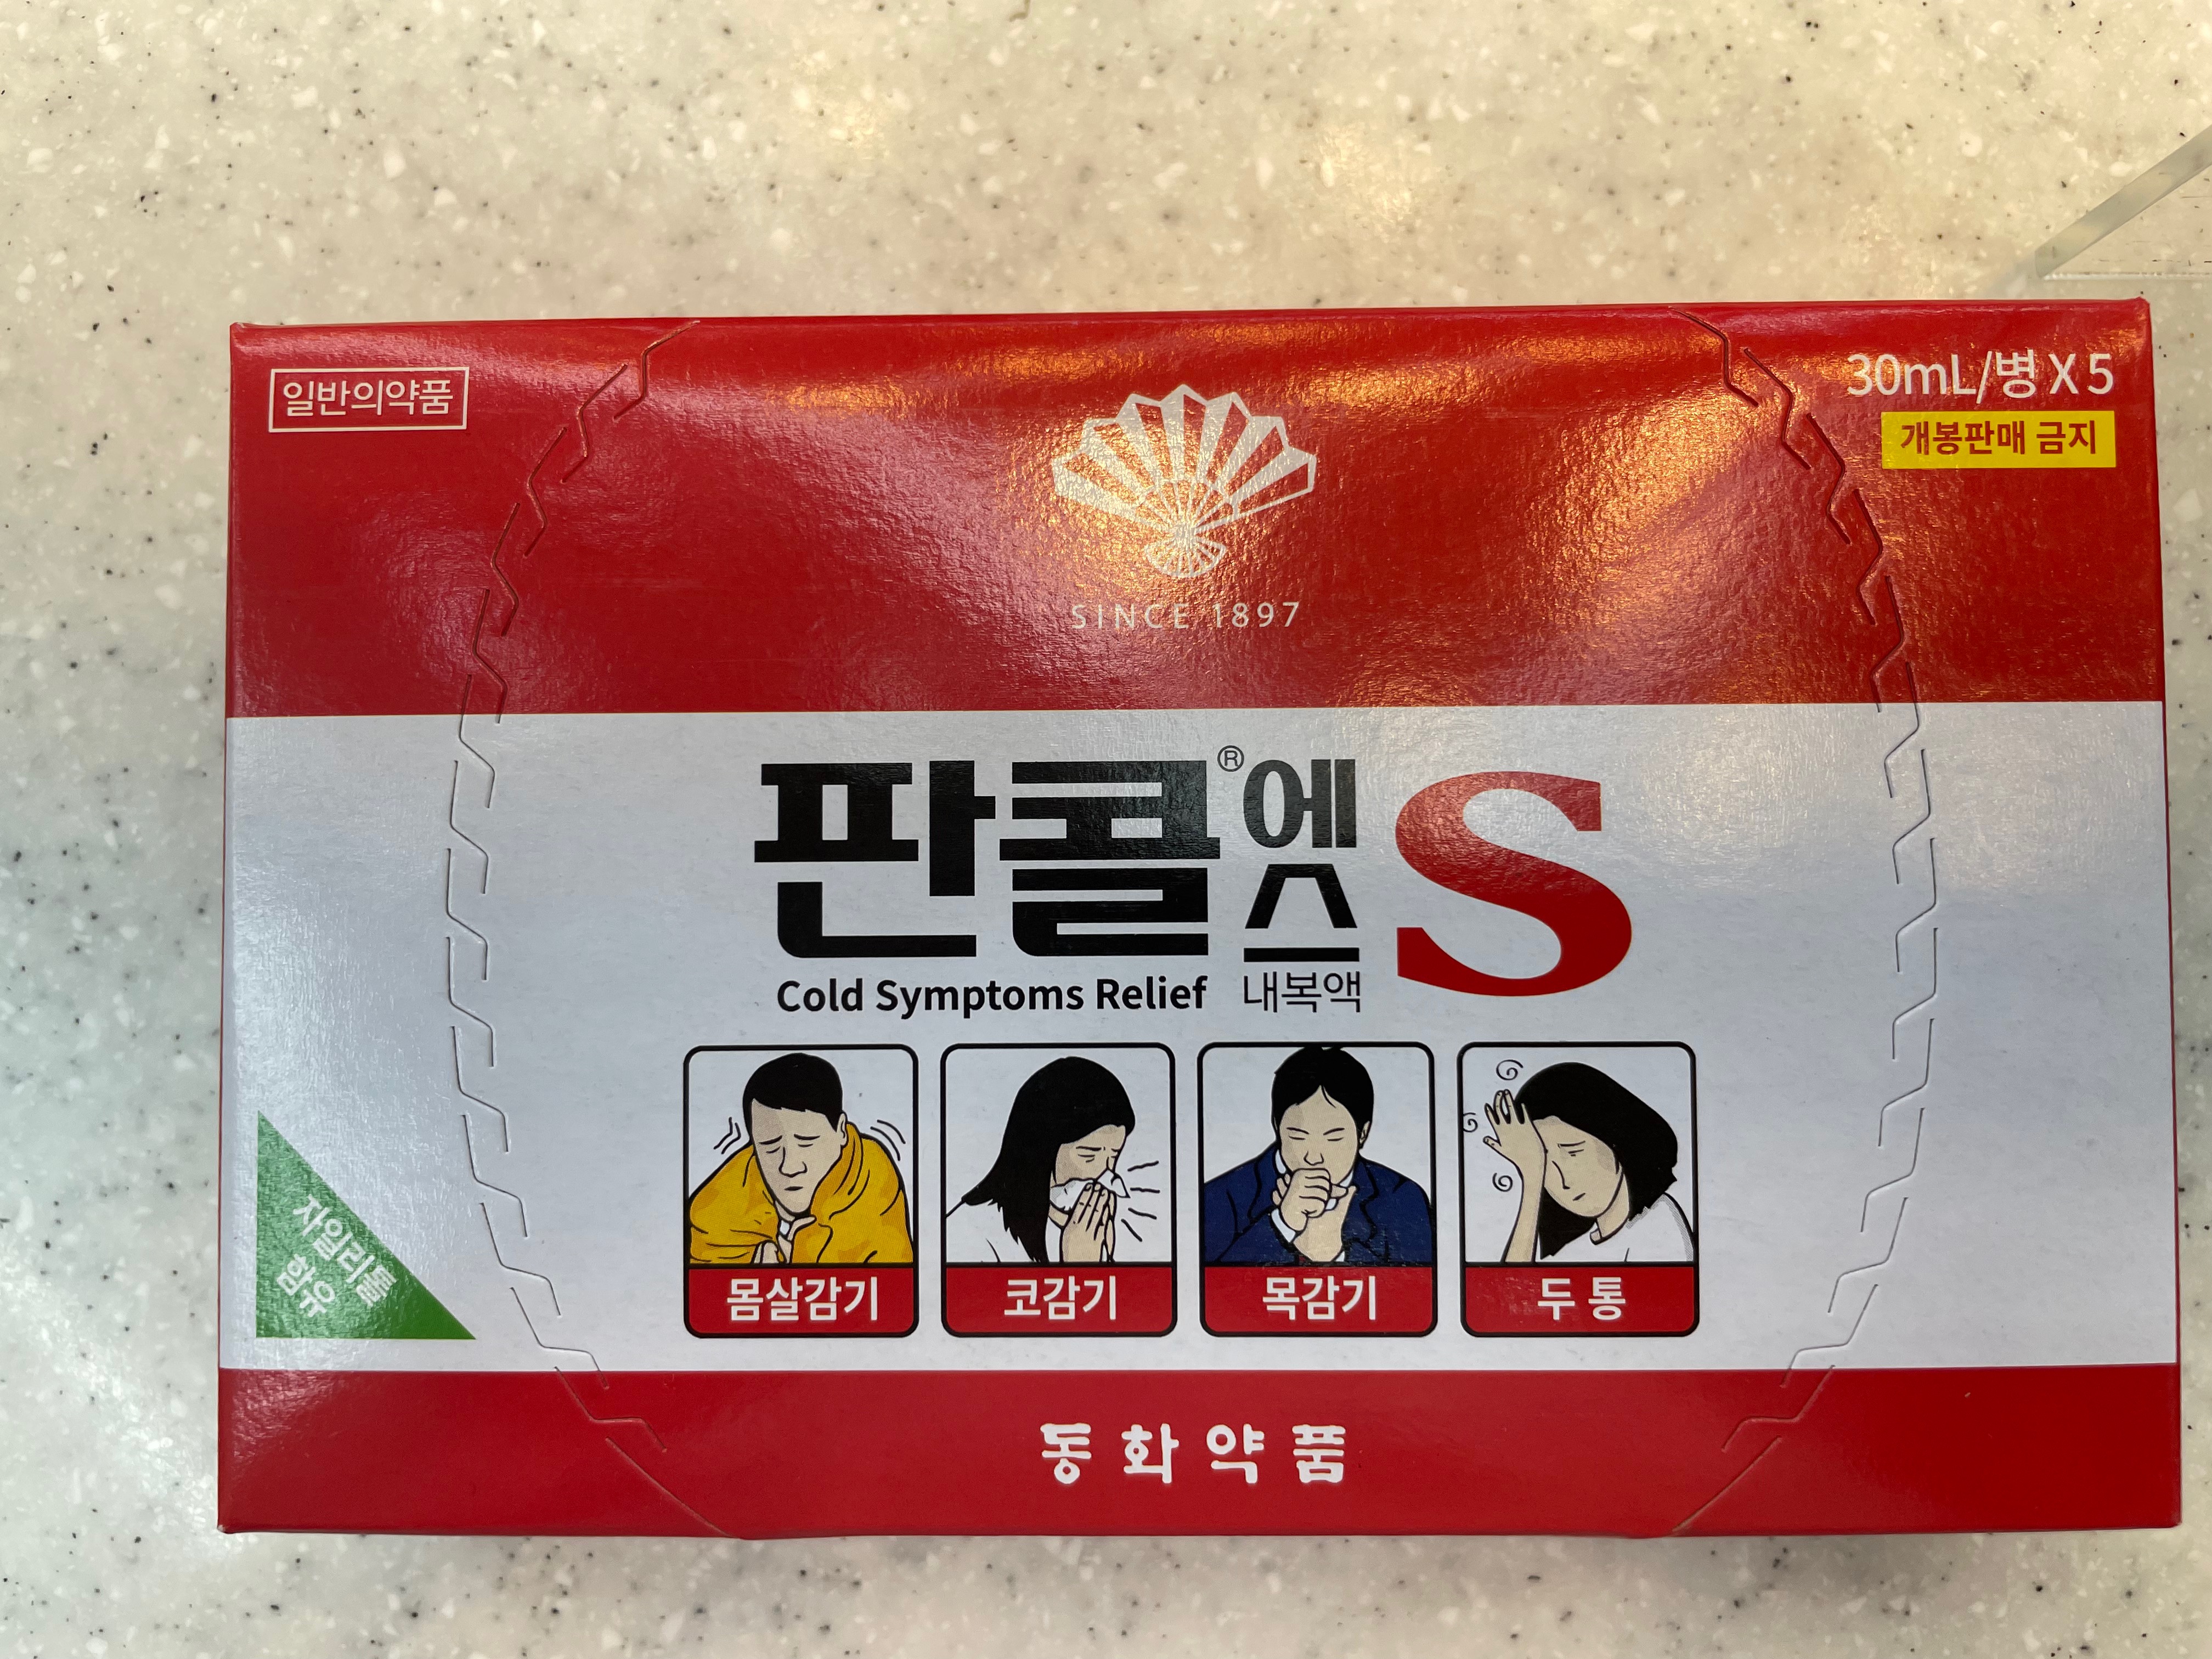 일반의약품
30mL/병 X 5
개봉판매 금지
SINCE 1897
판콜®에스 S
Cold Symptoms Relief 내복액
몸살감기
코감기
목감기
두통
자일리톨
함유
동화약품